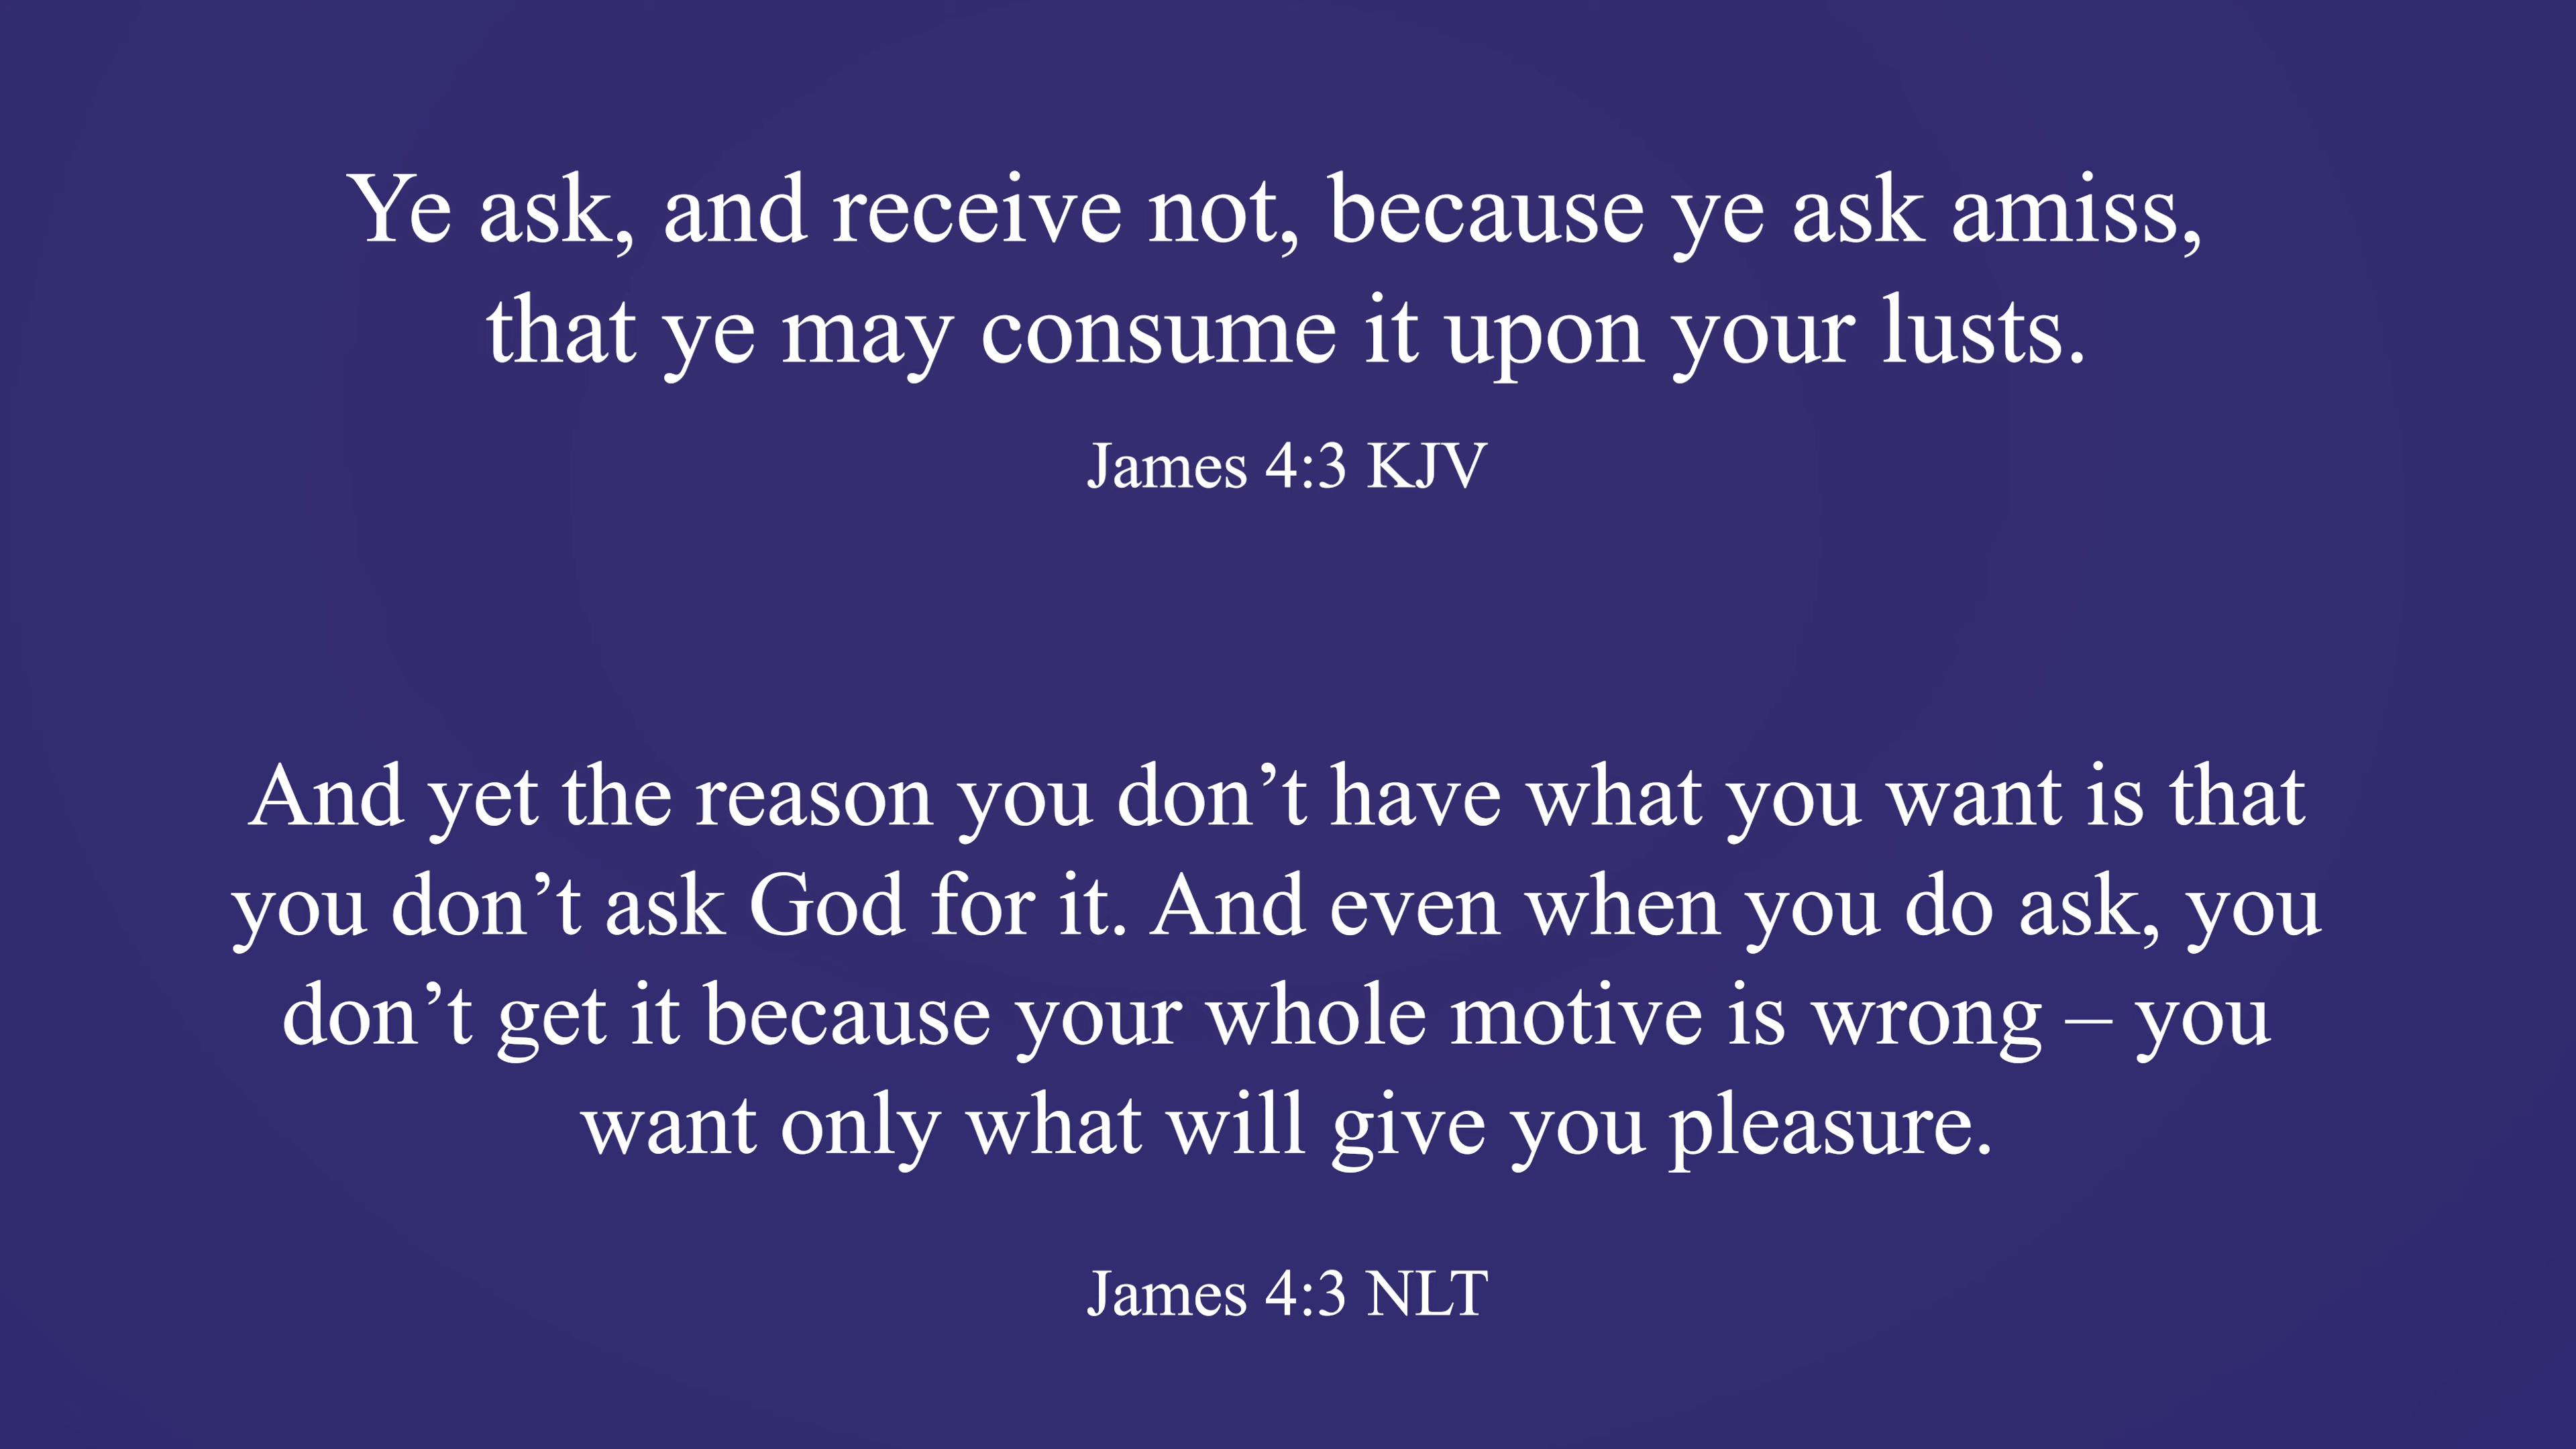 Ye ask, and receive not, because ye ask amiss,
that ye may consume it upon your lusts.
James 4:3 KJV
And yet the reason you don’t have what you want is that
you don’t ask God for it. And even when you do ask, you
don’t get it because your whole motive is wrong – you
want only what will give you pleasure.
James 4:3 NLT